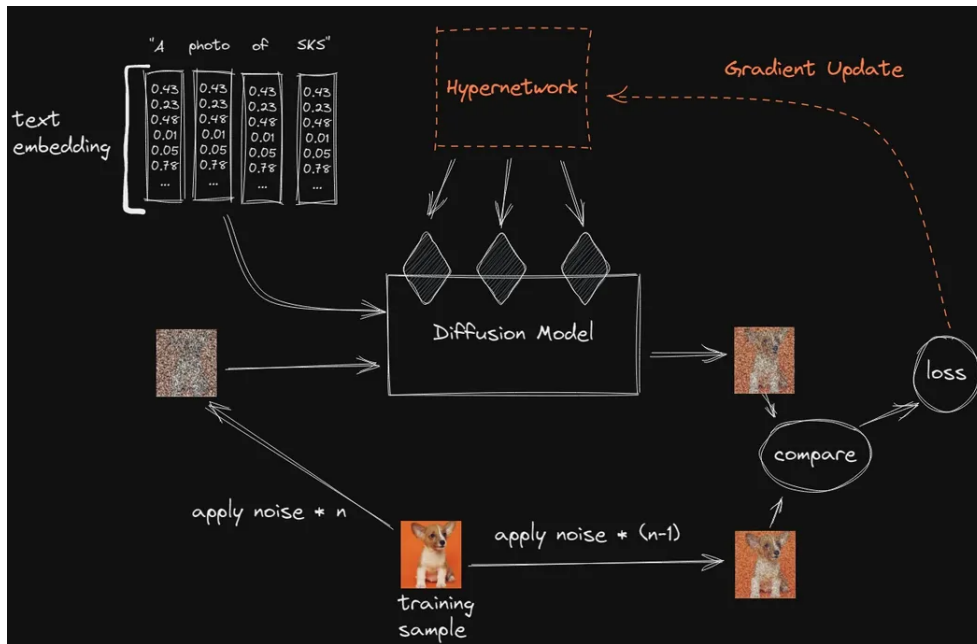 "A photo of SKS"
text
embedding
0.43 0.43 0.43 0.43
0.23 0.23 0.23 0.23
0.48 0.48 0.48 0.48
0.01 0.01 0.01 0.01
0.05 0.05 0.05 0.05
0.78 0.78 0.78 0.78
... ... ... ...
Hypernetwork
Gradient Update
Diffusion Model
loss
compare
apply noise * n
apply noise * (n-1)
training
sample